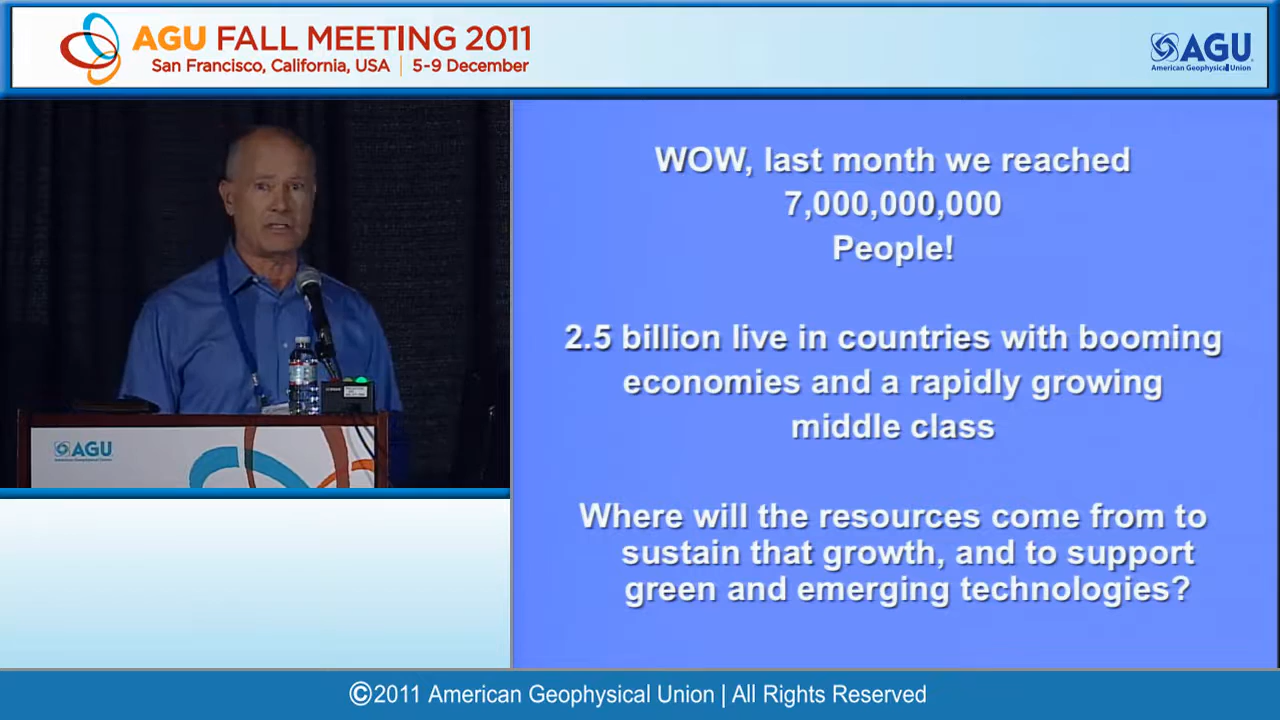 AGU FALL MEETING 2011
San Francisco, California, USA | 5-9 December
AGU
American Geophysical Union
WOW, last month we reached
7,000,000,000
People!
2.5 billion live in countries with booming
economies and a rapidly growing
middle class
Where will the resources come from to
sustain that growth, and to support
green and emerging technologies?
AGU
©2011 American Geophysical Union | All Rights Reserved